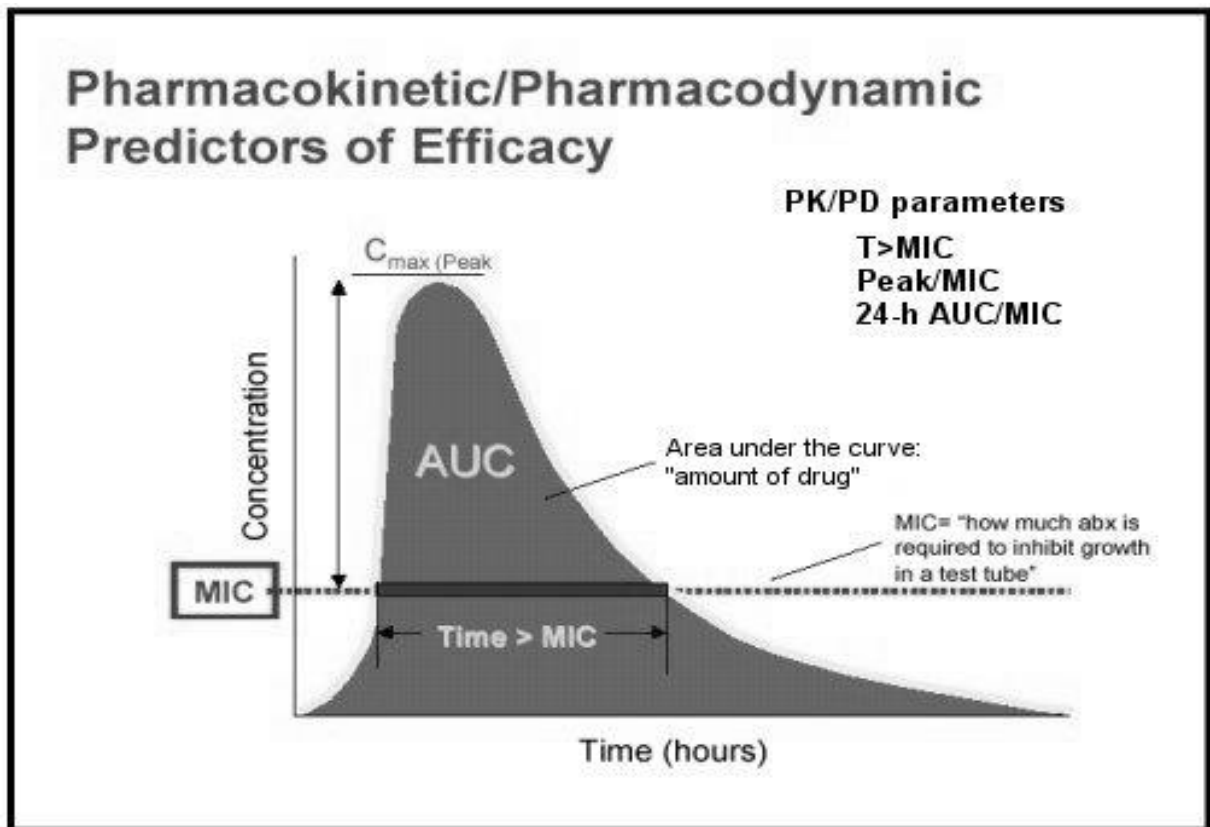 Pharmacokinetic/Pharmacodynamic
Predictors of Efficacy
PK/PD parameters
T>MIC
Peak/MIC
24-h AUC/MIC
Cmax (Peak
Concentration
AUC
Area under the curve:
"amount of drug"
MIC= "how much abx is
required to inhibit growth
in a test tube"
MIC
Time > MIC
Time (hours)